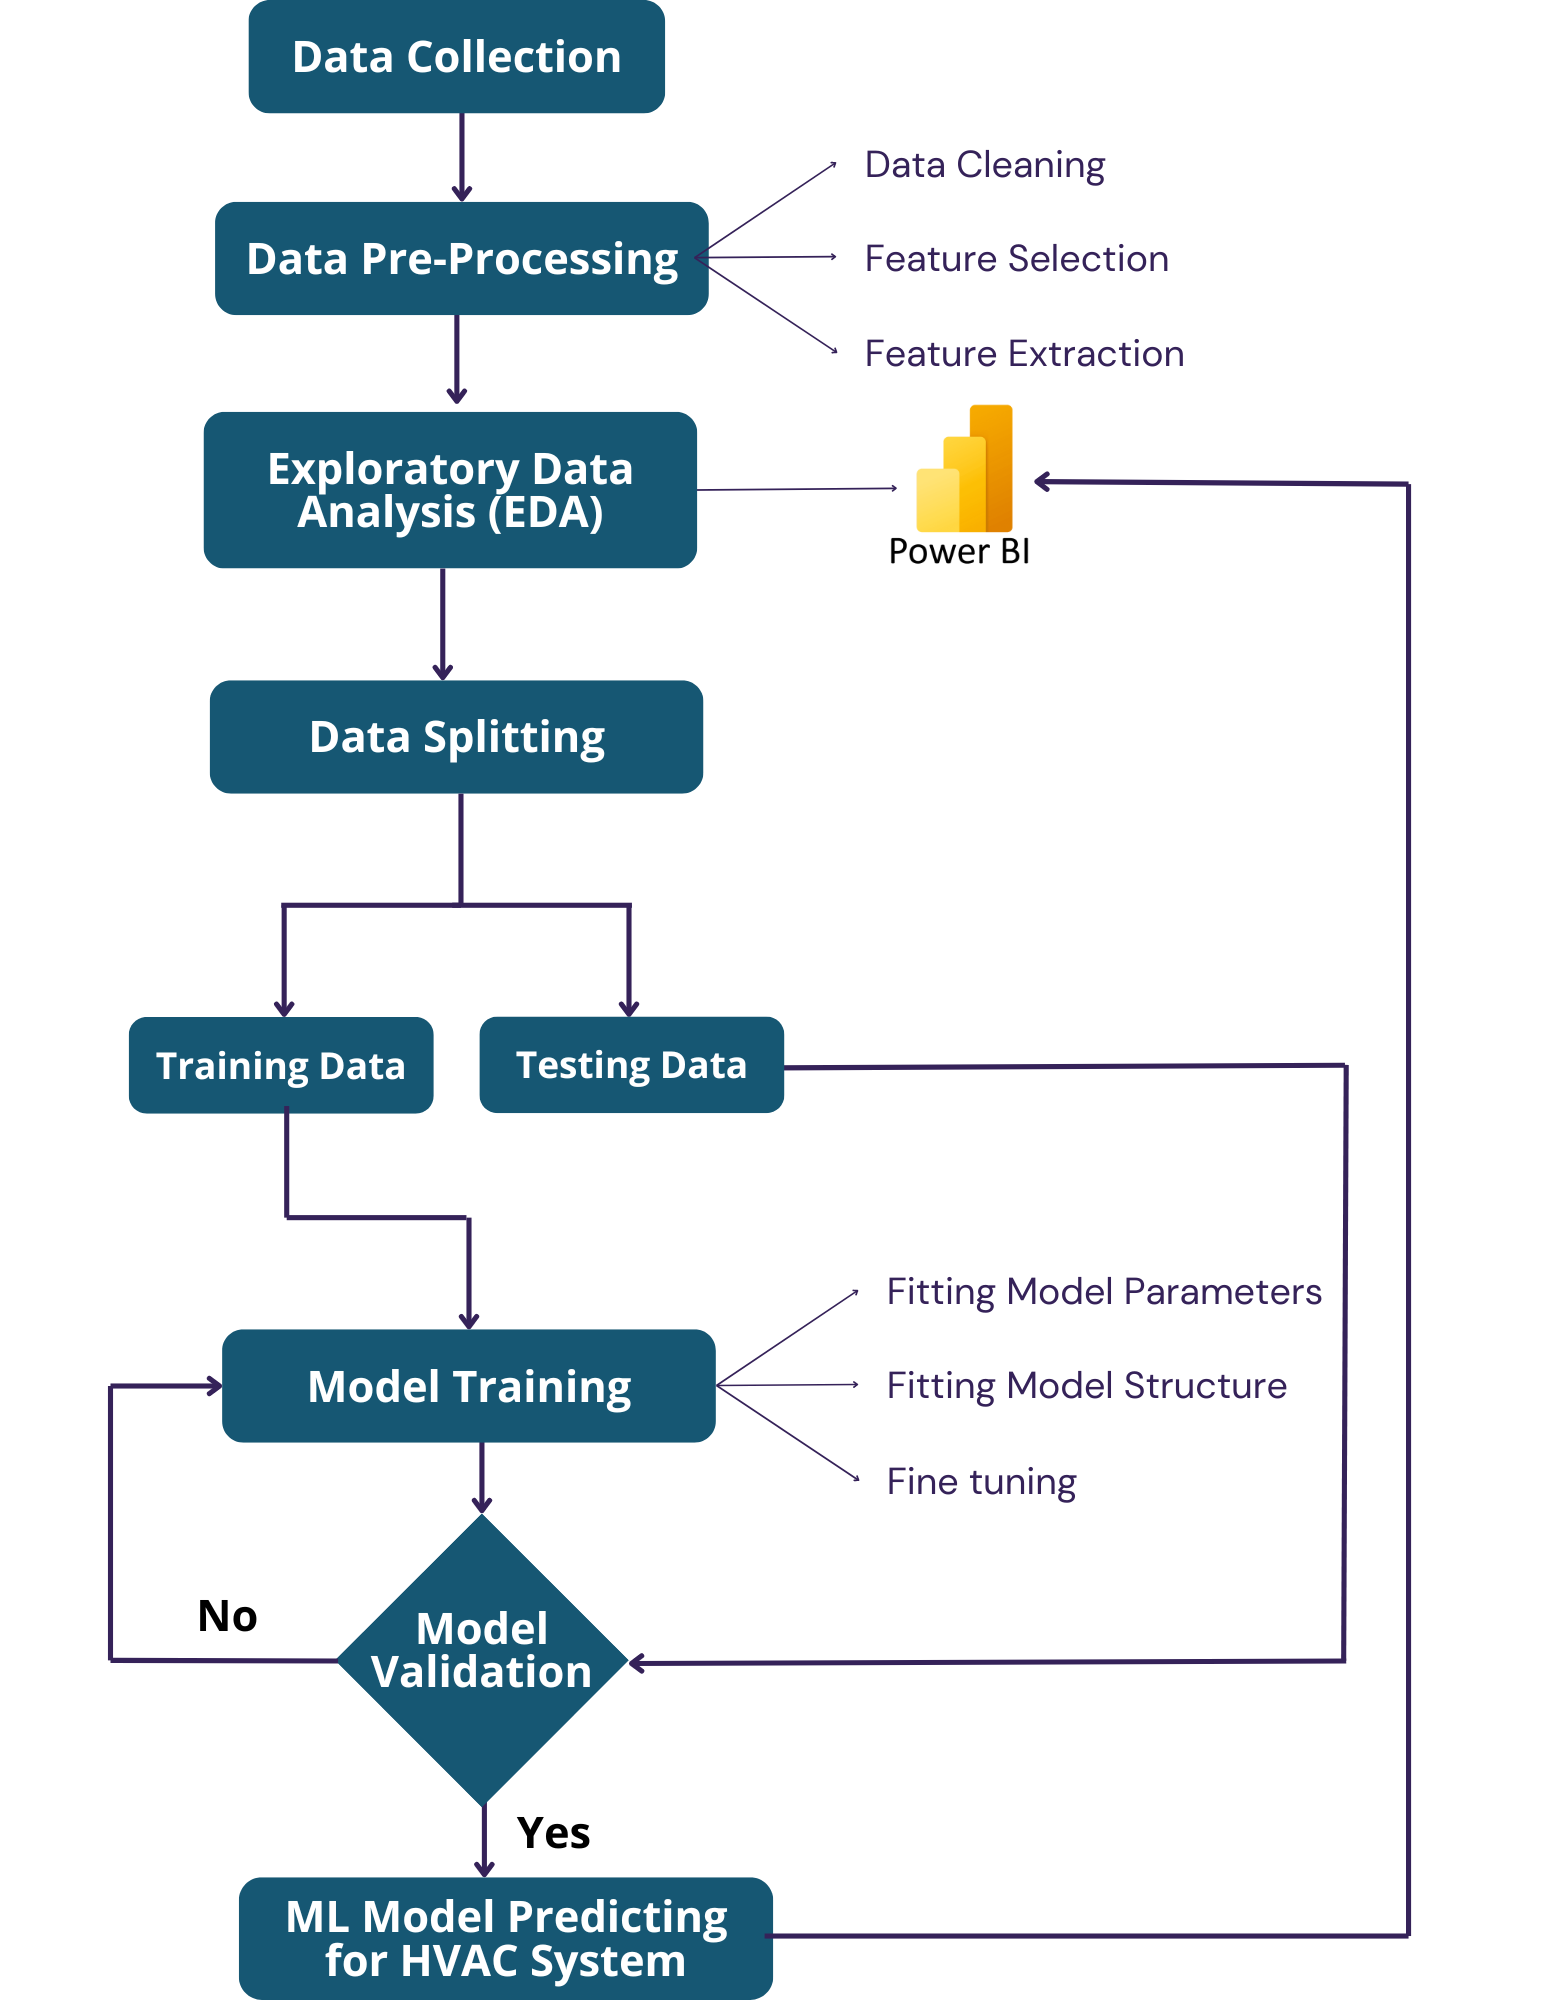 Data Collection
Data Cleaning
Data Pre-Processing
Feature Selection
Feature Extraction
Exploratory Data
Analysis (EDA)
Power BI
Data Splitting
Training Data
Testing Data
Fitting Model Parameters
Model Training
Fitting Model Structure
Fine tuning
No
Model
Validation
Yes
ML Model Predicting
for HVAC System